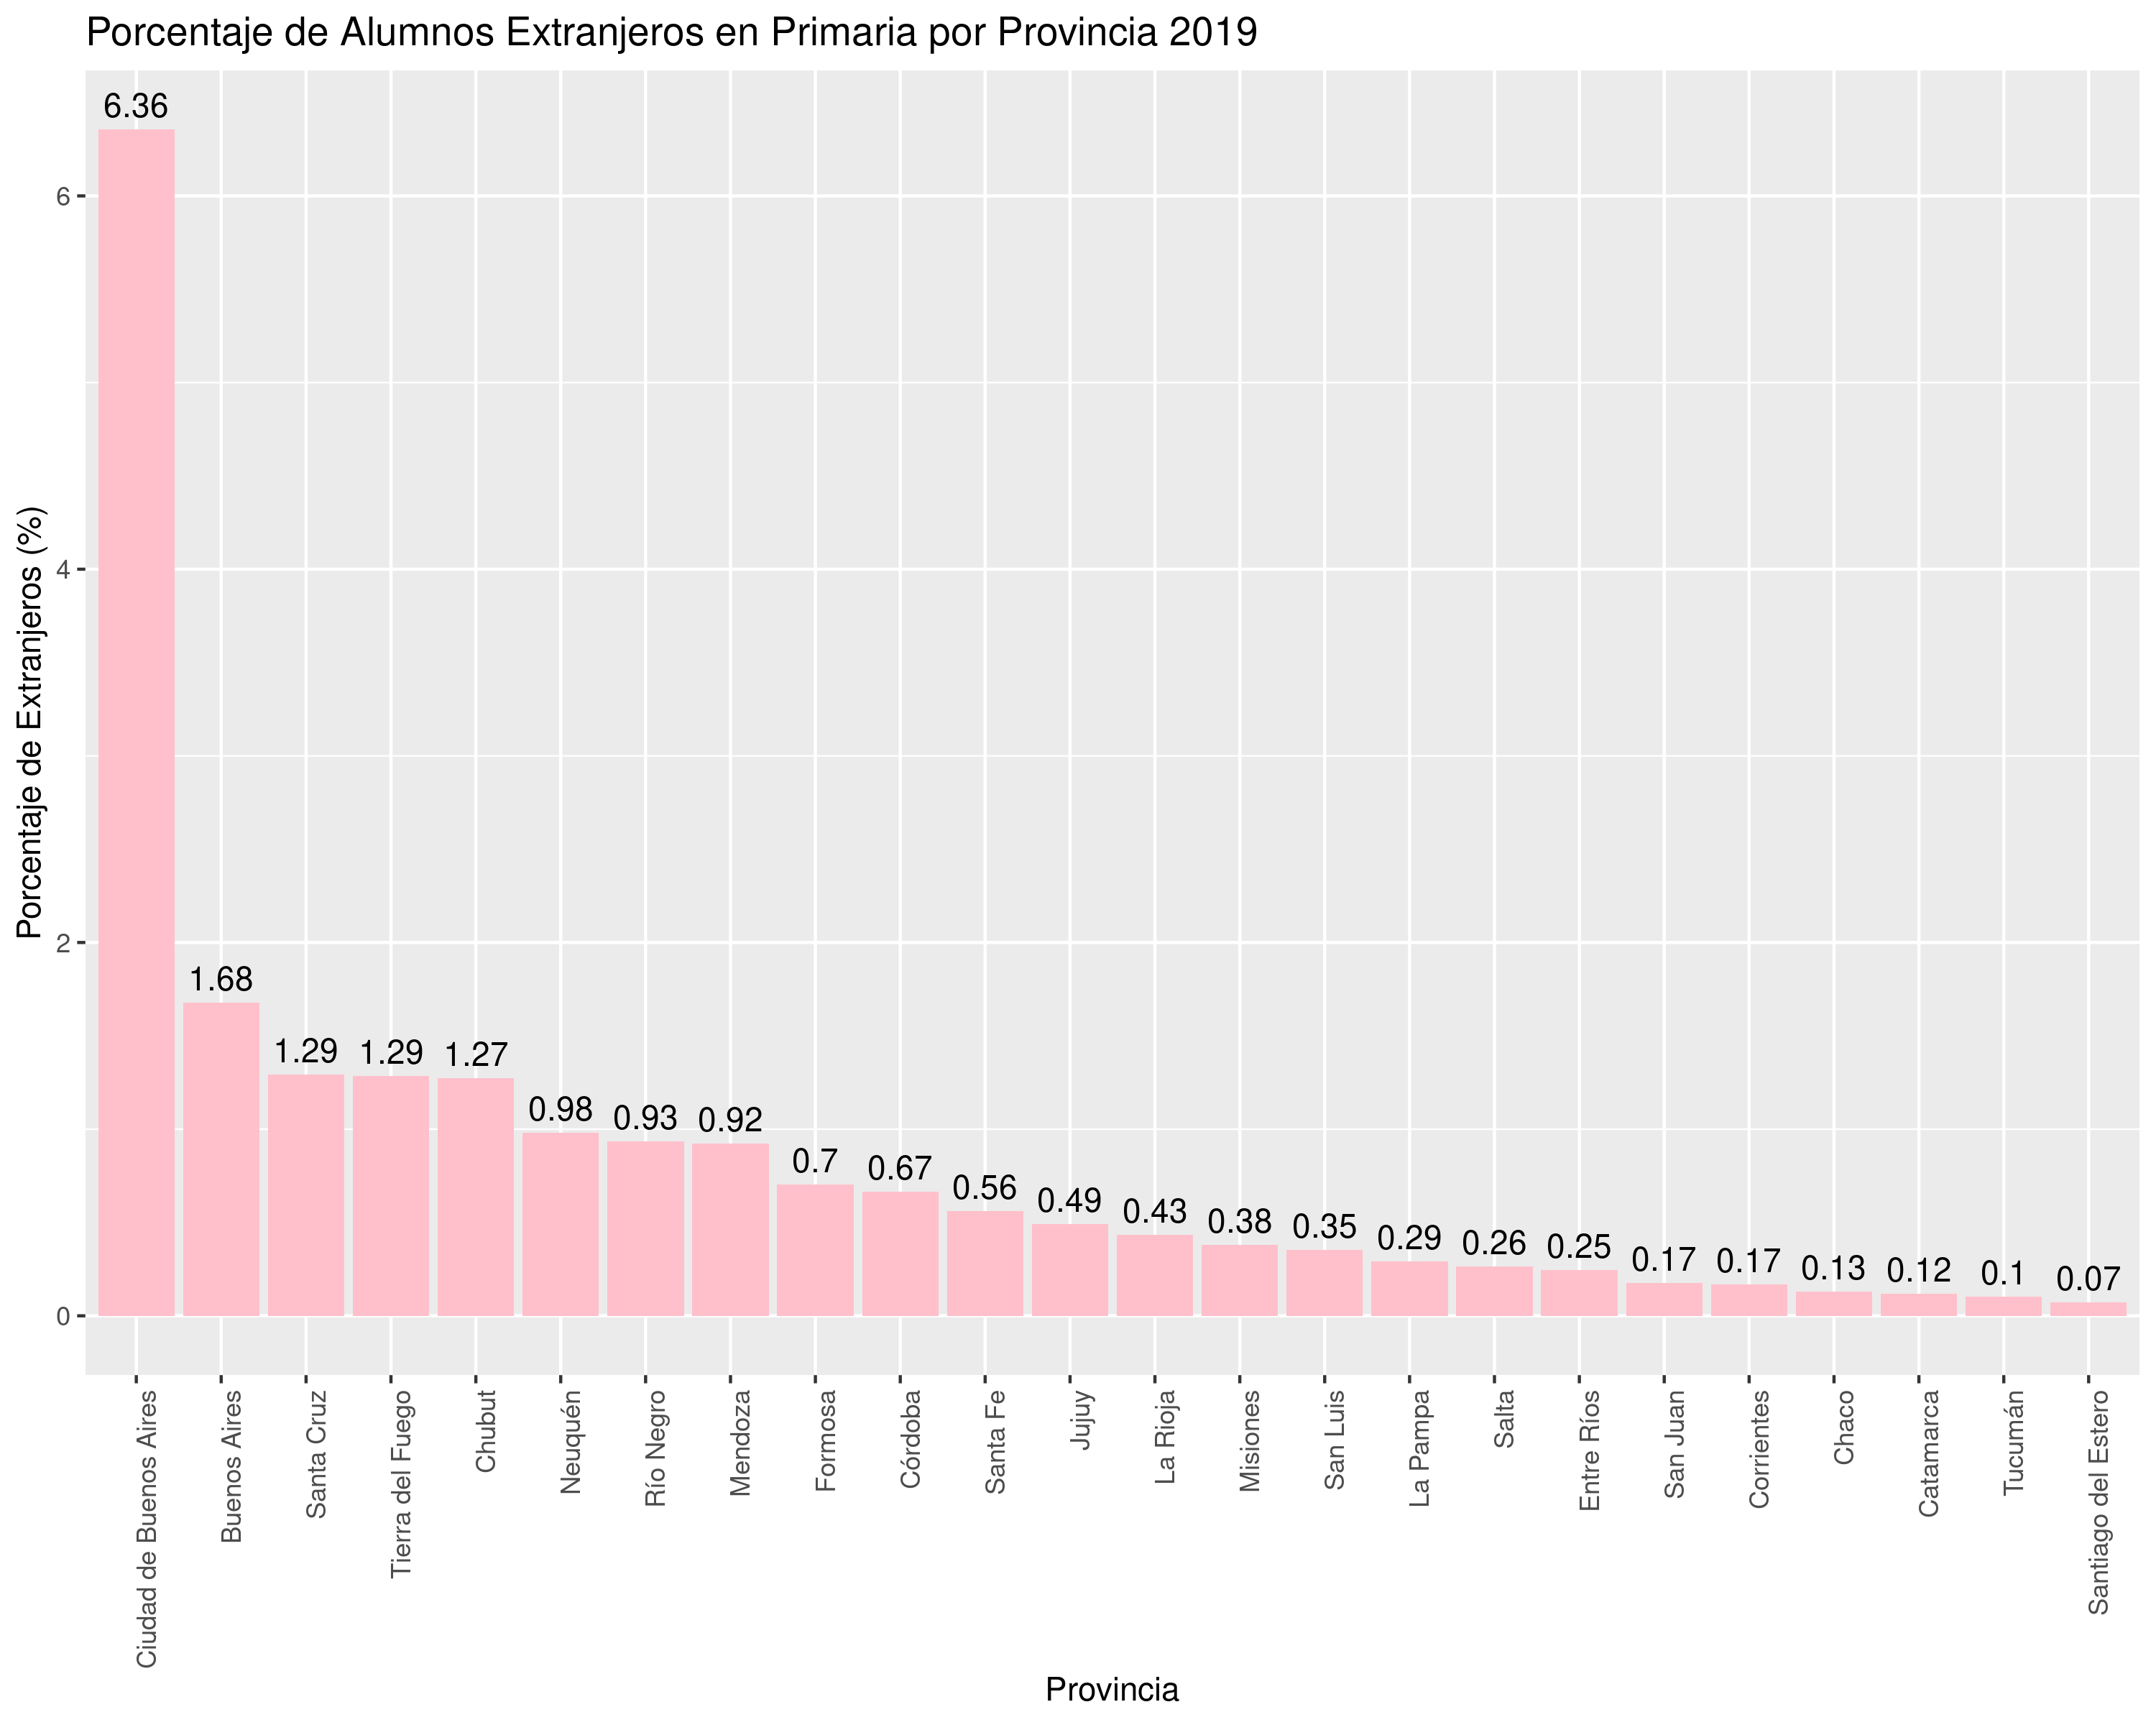 Porcentaje de Alumnos Extranjeros en Primaria por Provincia 2019
Porcentaje de Extranjeros (%)
6
4
2
0
6.36
1.68
1.29
1.29
1.27
0.98
0.93
0.92
0.7
0.67
0.56
0.49
0.43
0.38
0.35
0.29
0.26
0.25
0.17
0.17
0.13
0.12
0.1
0.07
Ciudad de Buenos Aires
Buenos Aires
Santa Cruz
Tierra del Fuego
Chubut
Neuquén
Río Negro
Mendoza
Formosa
Córdoba
Santa Fe
Jujuy
La Rioja
Misiones
San Luis
La Pampa
Salta
Entre Ríos
San Juan
Corrientes
Chaco
Catamarca
Tucumán
Santiago del Estero
Provincia